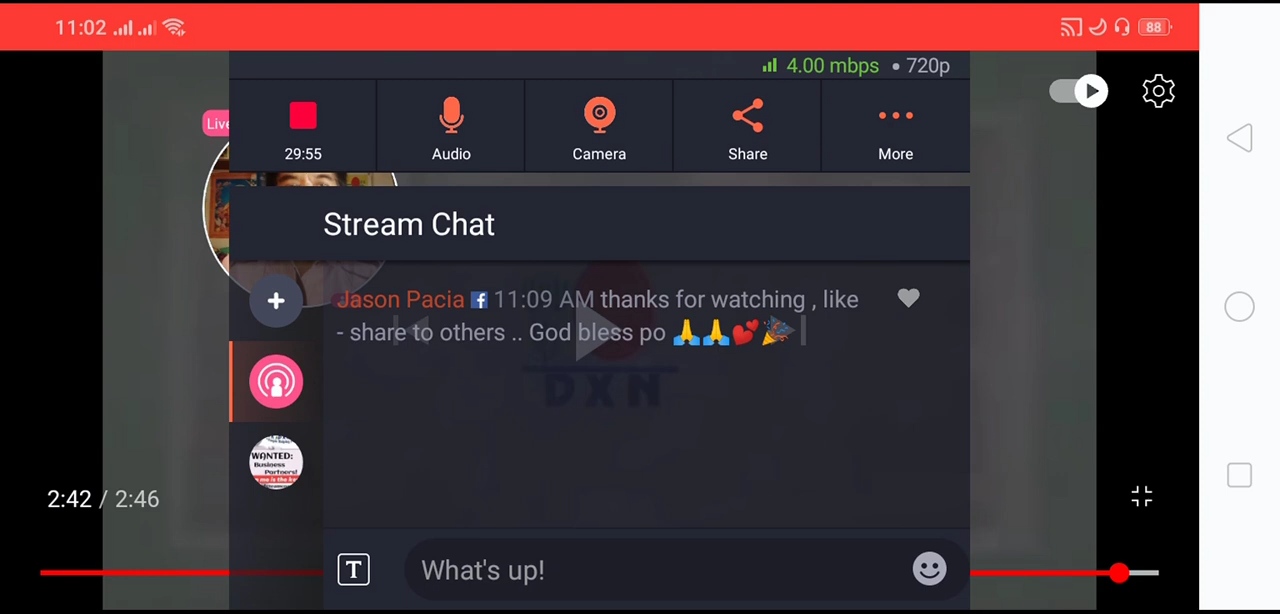 11:02
88
4.00 mbps • 720p
Live
29:55
Audio
Camera
Share
More
Stream Chat
Jason Pacia 11:09 AM thanks for watching , like
- share to others .. God bless po 🙏🙏💕🎉
DXN
WANTED:
Business
Partners!
2:42 / 2:46
T
What's up!